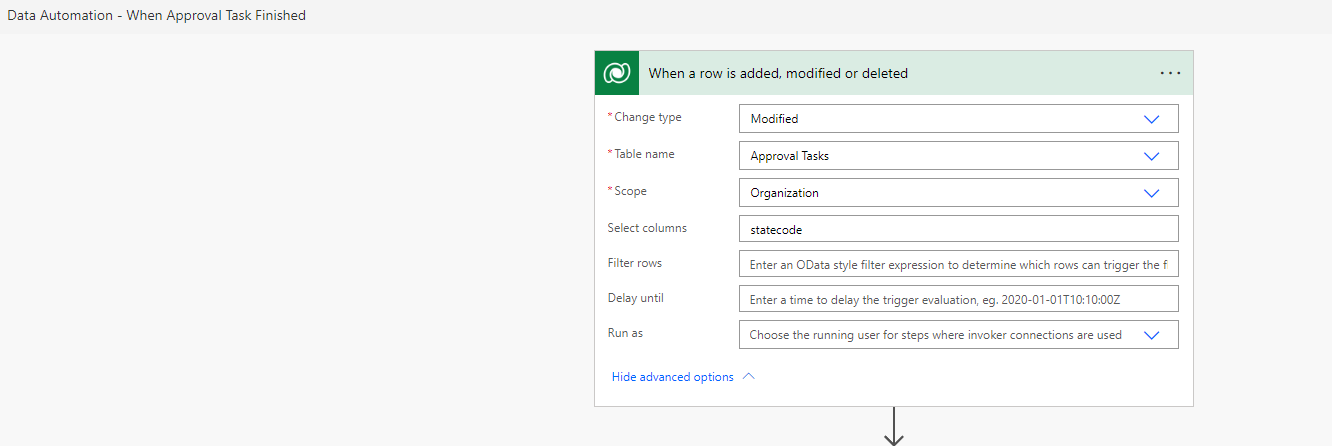 Data Automation - When Approval Task Finished
When a row is added, modified or deleted
* Change type
Modified
* Table name
Approval Tasks
* Scope
Organization
Select columns
statecode
Filter rows
Enter an OData style filter expression to determine which rows can trigger the f
Delay until
Enter a time to delay the trigger evaluation, eg. 2020-01-01T10:10:00Z
Run as
Choose the running user for steps where invoker connections are used
Hide advanced options